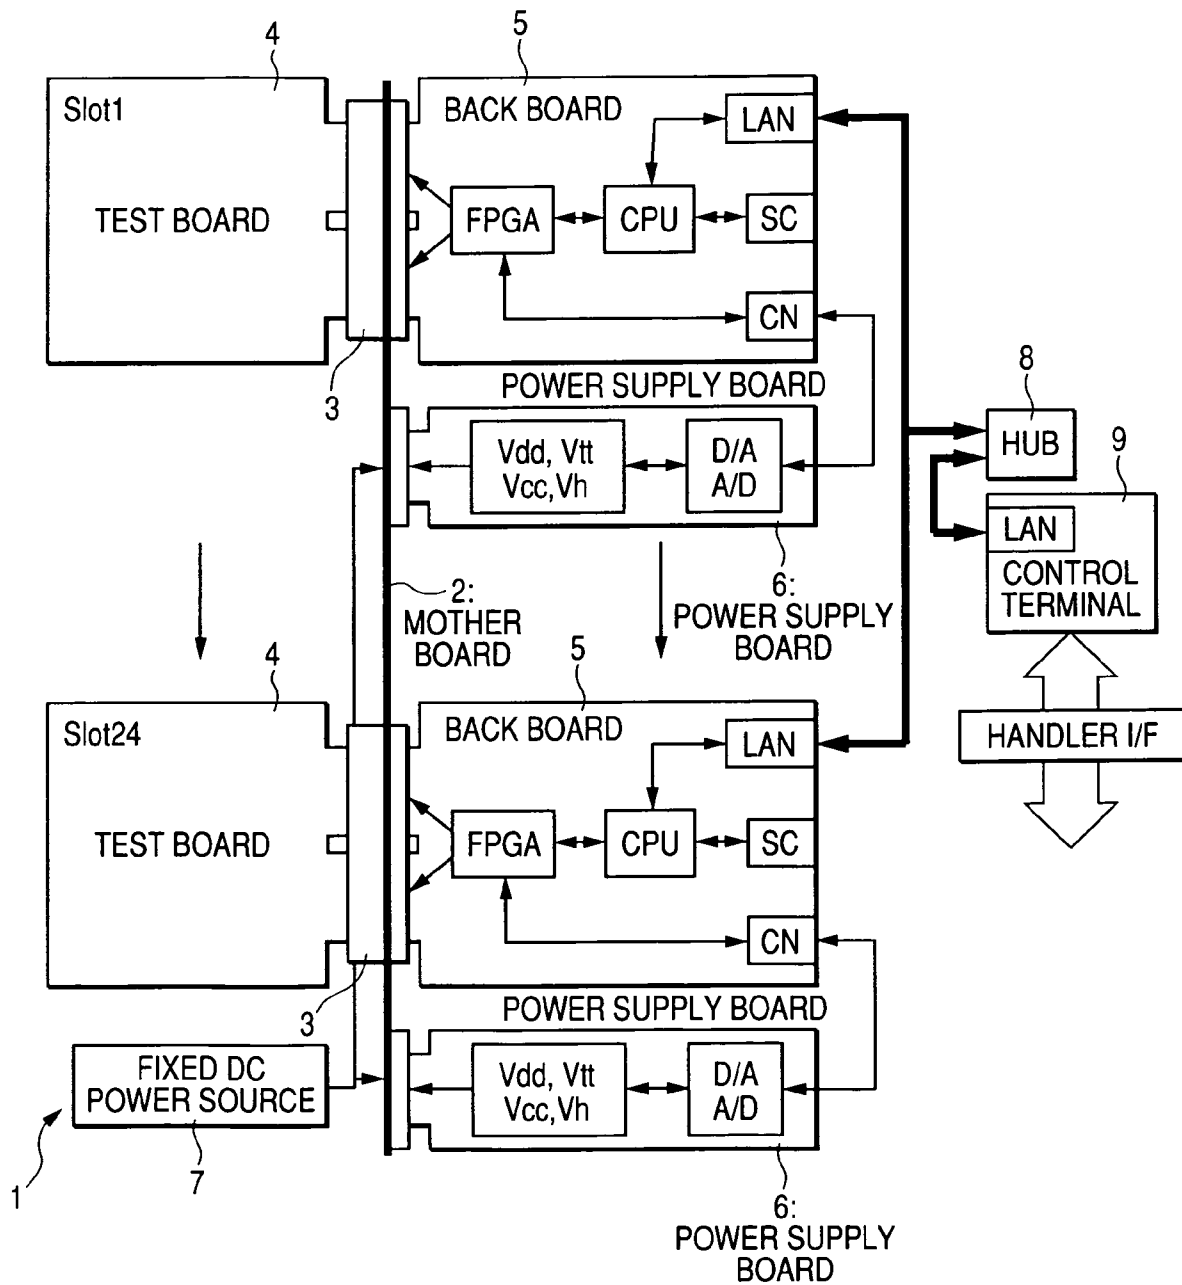 4
5
Slot1
BACK BOARD
LAN
TEST BOARD
FPGA
CPU
SC
CN
3
POWER SUPPLY BOARD
8
HUB
Vdd, Vtt
Vcc,Vh
D/A
A/D
9
LAN
CONTROL
TERMINAL
2:
MOTHER
BOARD
6:
POWER SUPPLY
BOARD
4
5
Slot24
BACK BOARD
LAN
HANDLER I/F
TEST BOARD
FPGA
CPU
SC
CN
3
POWER SUPPLY BOARD
FIXED DC
POWER SOURCE
Vdd, Vtt
Vcc,Vh
D/A
A/D
1
7
6:
POWER SUPPLY
BOARD